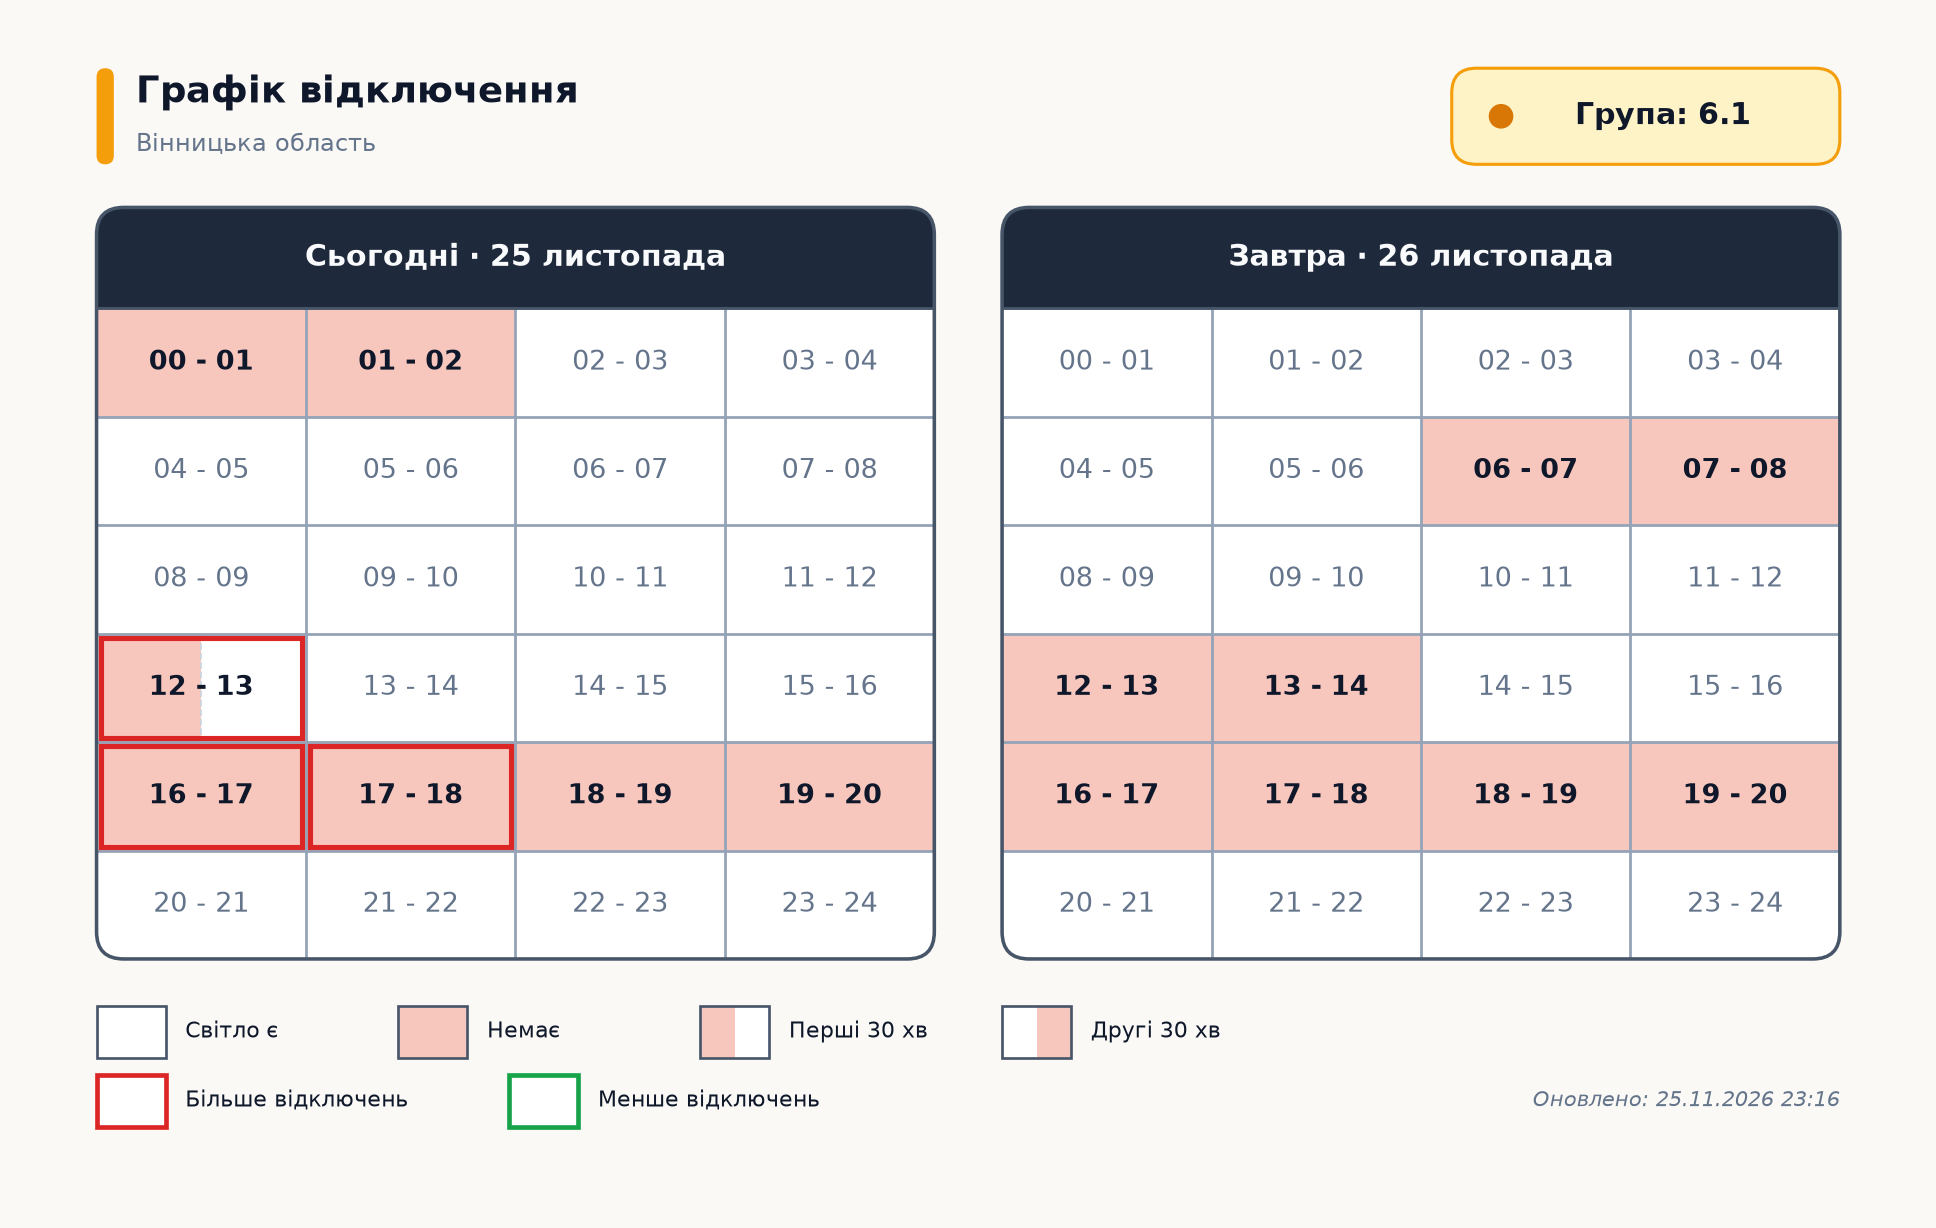 Графік відключення
Вінницька область
Група: 6.1
Сьогодні · 25 листопада
00 - 01 01 - 02 02 - 03 03 - 04
04 - 05 05 - 06 06 - 07 07 - 08
08 - 09 09 - 10 10 - 11 11 - 12
12 - 13 13 - 14 14 - 15 15 - 16
16 - 17 17 - 18 18 - 19 19 - 20
20 - 21 21 - 22 22 - 23 23 - 24
Завтра · 26 листопада
00 - 01 01 - 02 02 - 03 03 - 04
04 - 05 05 - 06 06 - 07 07 - 08
08 - 09 09 - 10 10 - 11 11 - 12
12 - 13 13 - 14 14 - 15 15 - 16
16 - 17 17 - 18 18 - 19 19 - 20
20 - 21 21 - 22 22 - 23 23 - 24
Світло є Немає Перші 30 хв Другі 30 хв
Більше відключень Менше відключень
Оновлено: 25.11.2026 23:16